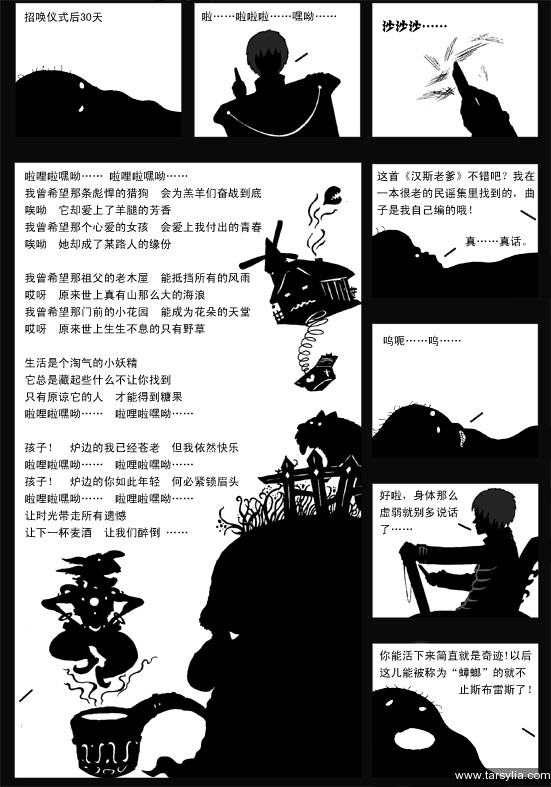 招唤仪式后30天
啦……啦啦啦……嘿呦……
沙沙沙……
啦哩啦嘿呦…… 啦哩啦嘿呦……
我曾希望那条彪悍的猎狗 会为羔羊们奋战到底
唉呦 它却爱上了羊腿的芳香
我曾希望那个心爱的女孩 会爱上我付出的青春
唉呦 她却成了某路人的缘份
我曾希望那祖父的老木屋 能抵挡所有的风雨
哎呀 原来世上真有山那么大的海浪
我曾希望那门前的小花园 能成为花朵的天堂
哎呀 原来世上生生不息的只有野草
生活是个淘气的小妖精
它总是藏起些什么不让你找到
只有原谅它的人 才能得到糖果
啦哩啦嘿呦…… 啦哩啦嘿呦……
孩子! 炉边的我已经苍老 但我依然快乐
啦哩啦嘿呦…… 啦哩啦嘿呦……
孩子! 炉边的你如此年轻 何必紧锁眉头
啦哩啦嘿呦…… 啦哩啦嘿呦……
让时光带走所有遗憾
让下一杯麦酒 让我们醉倒 ……
这首《汉斯老爹》不错吧？我在
一本很老的民谣集里找到的，曲
子是我自己编的哦！
真……真话。
呜呃……呜……
好啦，身体那么
虚弱就别多说话
了……
你能活下来简直就是奇迹!以后
这儿能被称为“蟑螂”的就不
止斯布雷斯了!
www.tarsylia.com